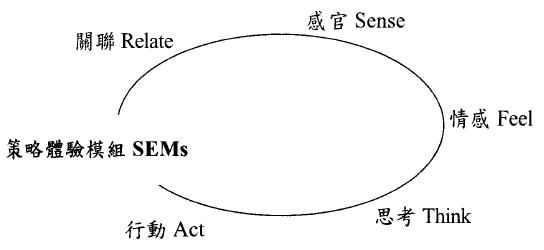 感官 Sense
關聯 Relate
情感 Feel
策略體驗模組 SEMs
思考 Think
行動 Act